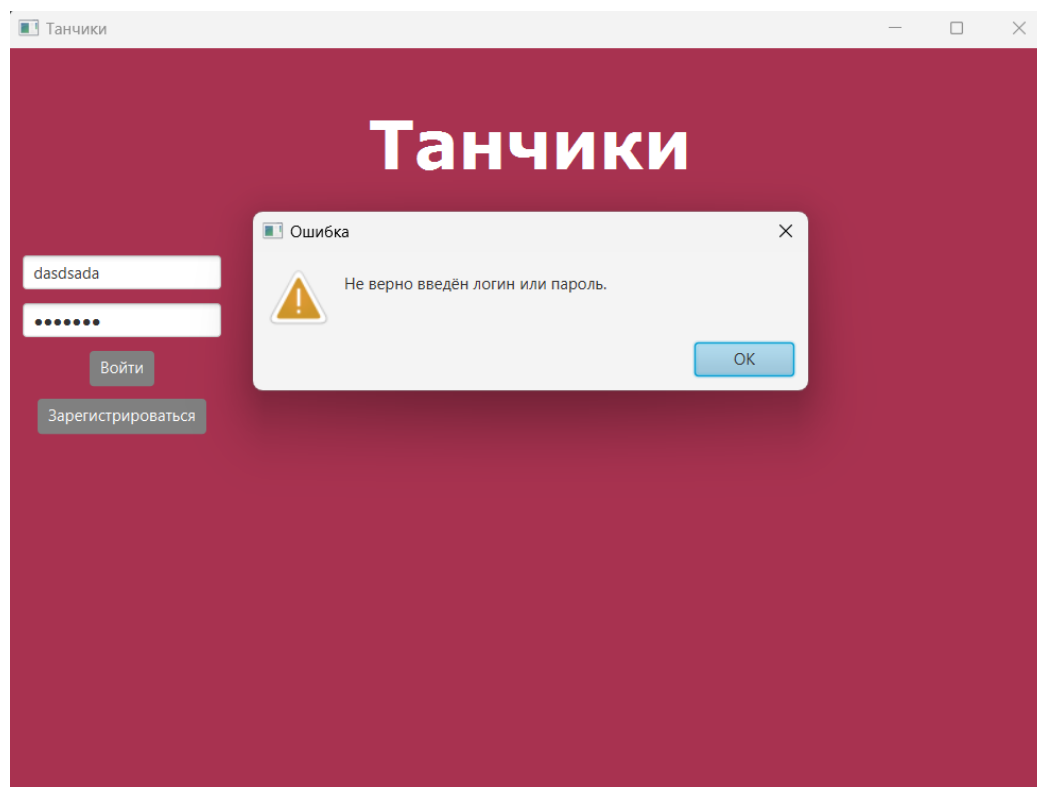 Танчики
Танчики
Ошибка
Не верно введён логин или пароль.
OK
dasdsada
•••••••
Войти
Зарегистрироваться